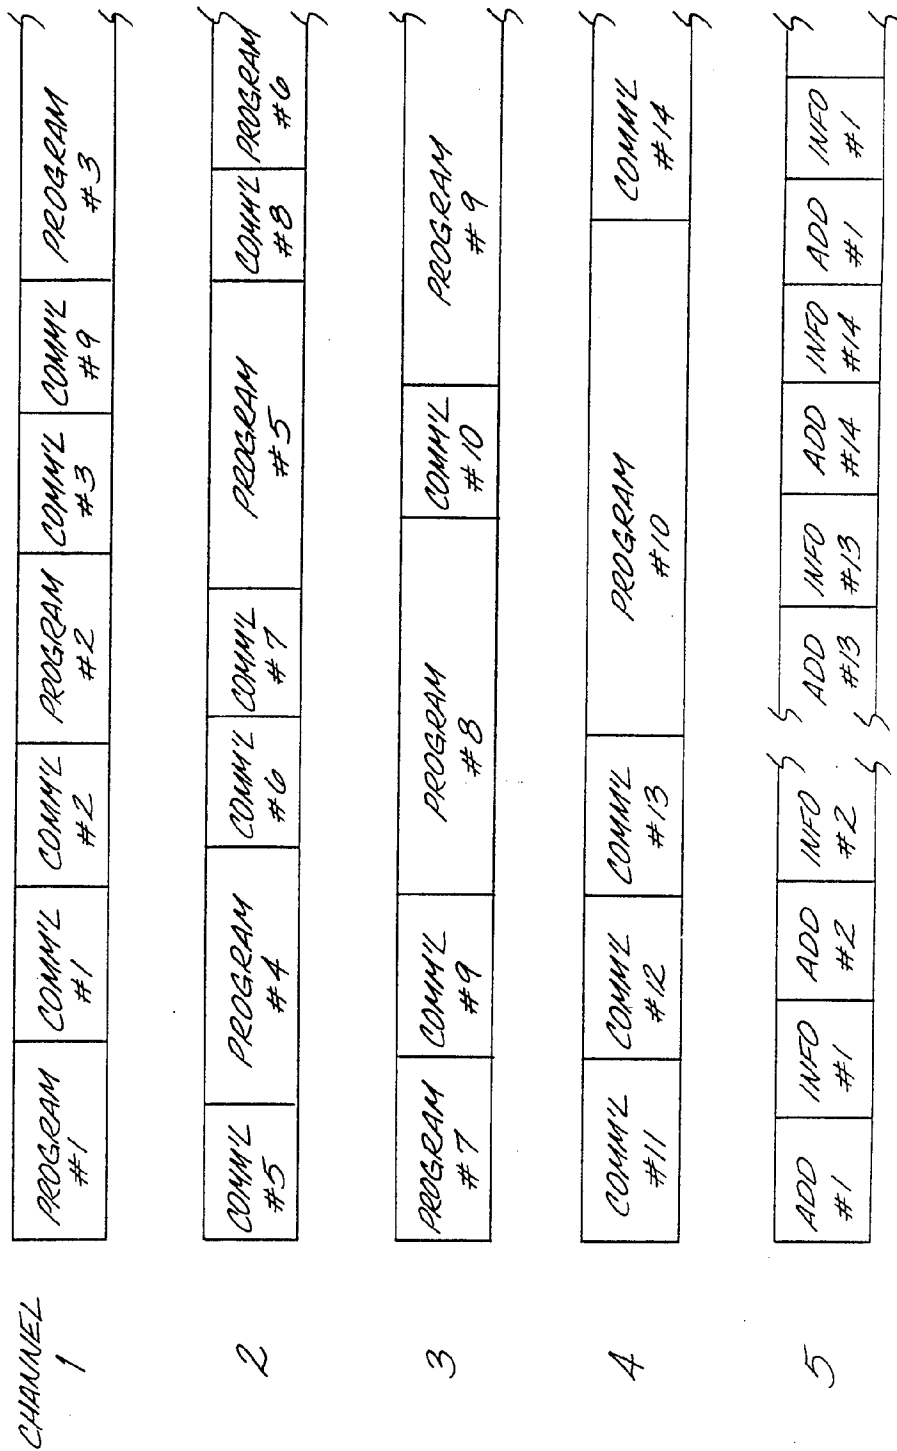 CHANNEL
1
PROGRAM
#1
COMM'L
#1
COMM'L
#2
PROGRAM
#2
COMM'L
#3
COMM'L
#9
PROGRAM
#3
2
COMM'L
#5
PROGRAM
#4
COMM'L
#6
COMM'L
#7
PROGRAM
#5
COMM'L
#8
PROGRAM
#6
3
PROGRAM
#7
COMM'L
#9
PROGRAM
#8
COMM'L
#10
PROGRAM
#9
4
COMM'L
#11
COMM'L
#12
COMM'L
#13
PROGRAM
#10
COMM'L
#14
5
ADD
#1
INFO
#1
ADD
#2
INFO
#2
ADD
#13
INFO
#13
ADD
#14
INFO
#14
ADD
#1
INFO
#1